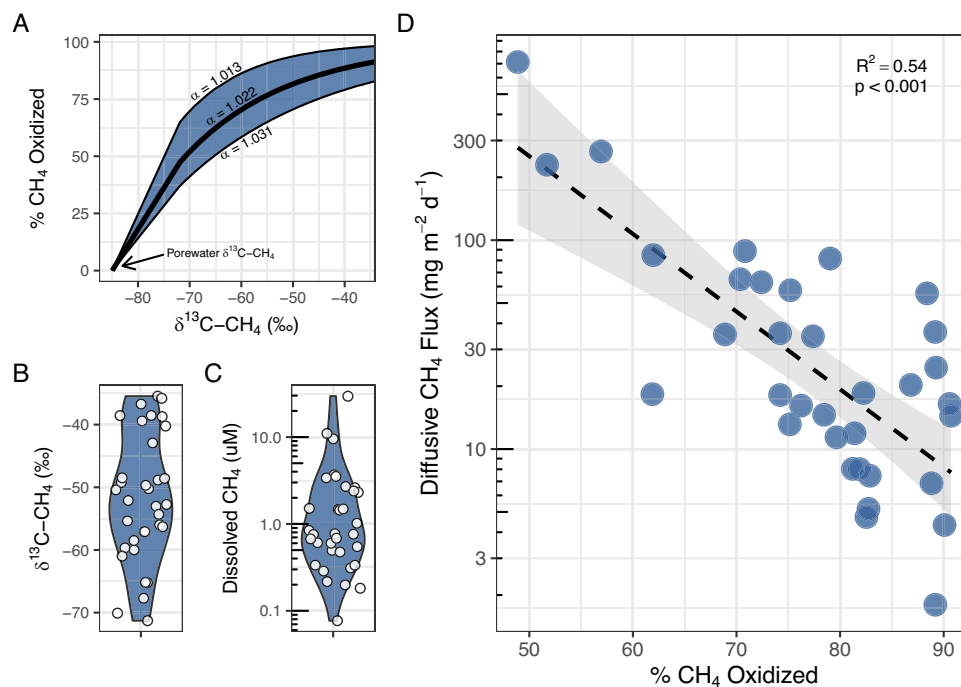 A
100
75
50
25
0
% CH₄ Oxidized
α = 1.013
α = 1.022
α = 1.031
Porewater δ¹³C−CH₄
−80
−70
−60
−50
−40
δ¹³C−CH₄ (‰)
B
−40
−50
−60
−70
δ¹³C−CH₄ (‰)
C
10.0
1.0
0.1
Dissolved CH₄ (uM)
D
R² = 0.54
p < 0.001
300
100
30
10
3
Diffusive CH₄ Flux (mg m⁻² d⁻¹)
50
60
70
80
90
% CH₄ Oxidized